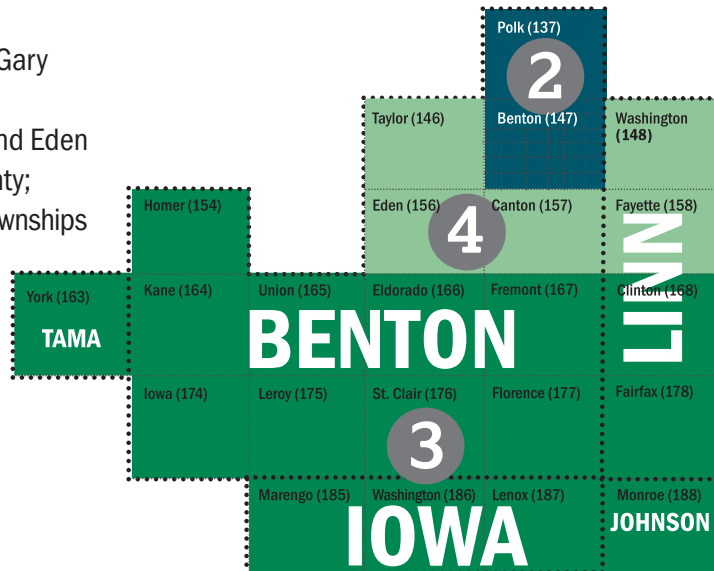 Gary
nd Eden
nty;
wnships
Polk (137)
2
Taylor (146)
Benton (147)
Washington
(148)
Homer (154)
Eden (156)
Canton (157)
Fayette (158)
4
York (163)
Kane (164)
Union (165)
Eldorado (166)
Fremont (167)
Clinton (168)
TAMA
BENTON
LINN
Iowa (174)
Leroy (175)
St. Clair (176)
Florence (177)
Fairfax (178)
3
Marengo (185)
Washington (186)
Lenox (187)
Monroe (188)
IOWA
JOHNSON